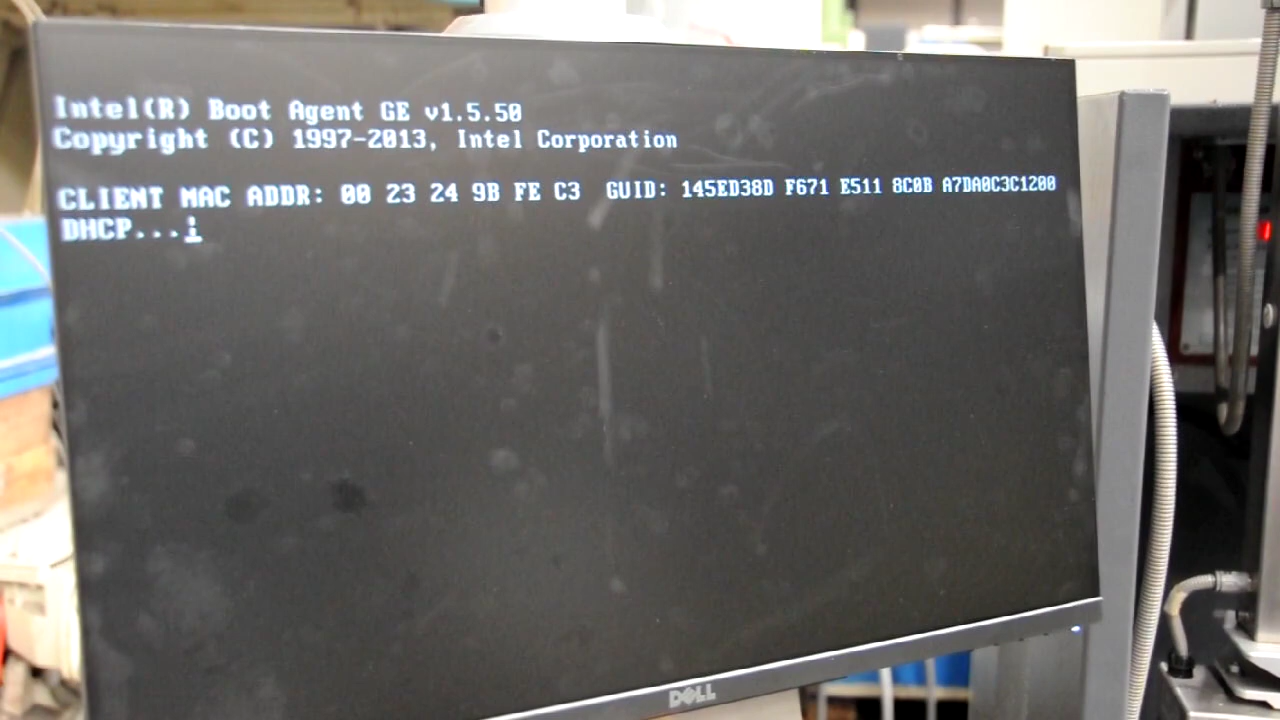 Intel(R) Boot Agent GE v1.5.50
Copyright (C) 1997-2013, Intel Corporation
CLIENT MAC ADDR: 00 23 24 9B FE C3  GUID: 145ED38D F671 E511 8C0B A7DA0C3C1200
DHCP...
DELL